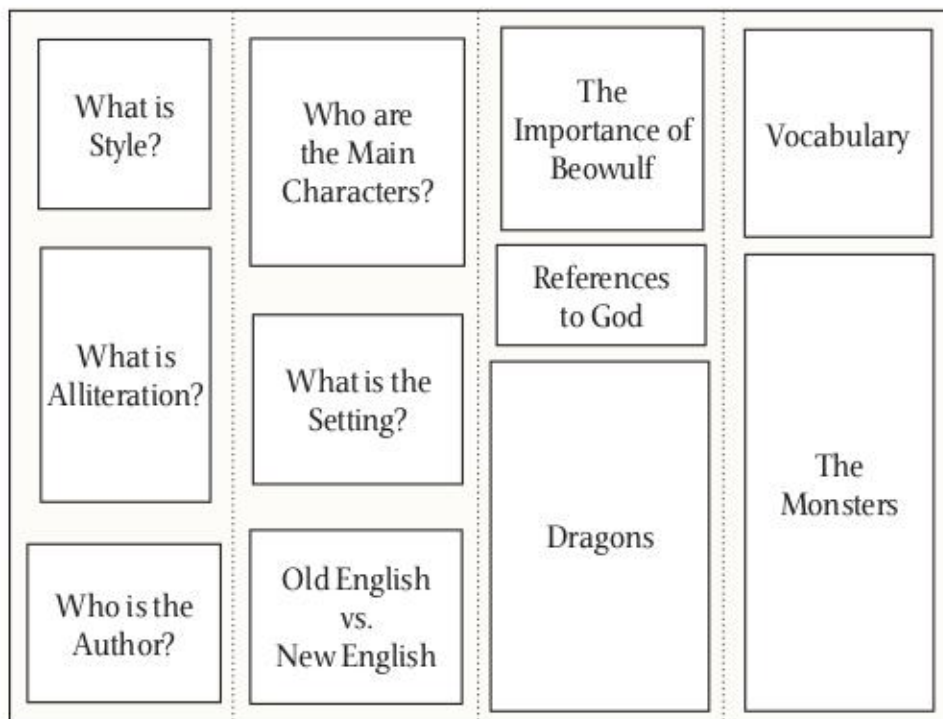 What is
Style?
What is
Alliteration?
Who is the
Author?
Who are
the Main
Characters?
What is the
Setting?
Old English
vs.
New English
The
Importance of
Beowulf
References
to God
Dragons
Vocabulary
The
Monsters